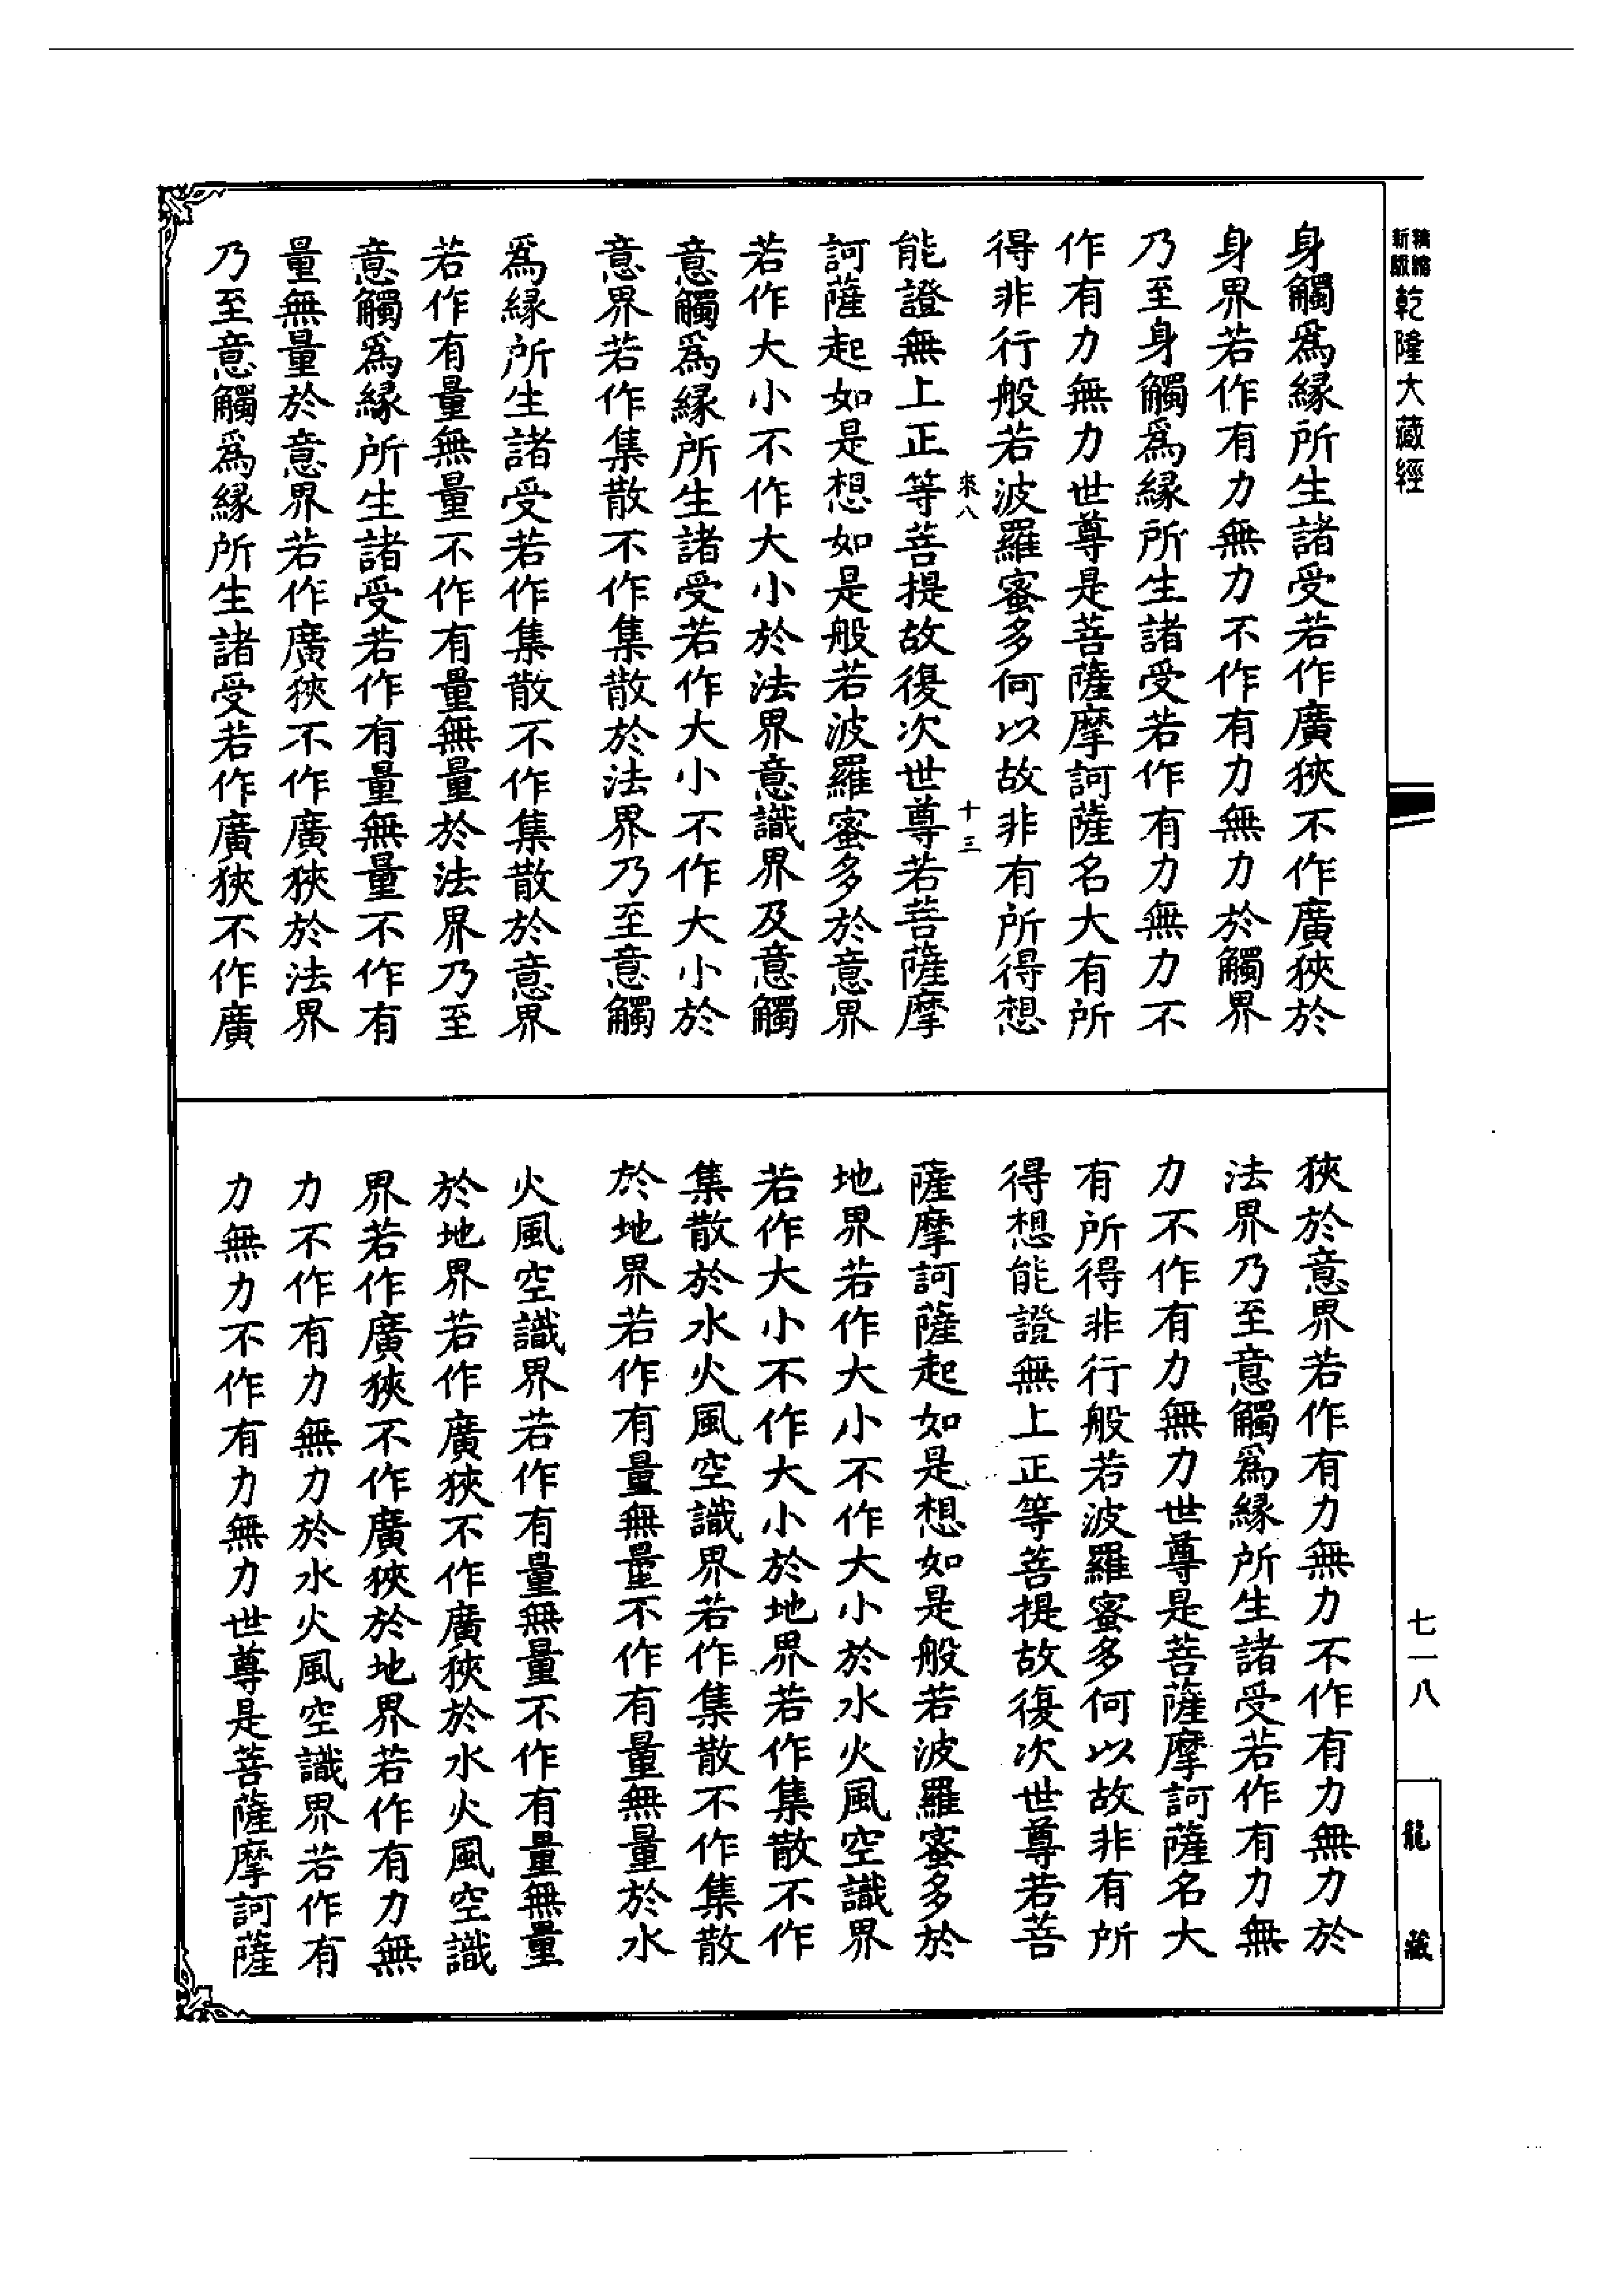 新版精縮乾隆大藏經
身觸爲緣所生諸受若作廣狹不作廣狹於
身界若作有力無力不作有力無力於觸界
乃至身觸爲緣所生諸受若作有力無力不
作有力無力世尊是菩薩摩訶薩名大有所
得非行般若波羅蜜多何以故非有所得想
來八 十三
能證無上正等菩提故復次世尊若菩薩摩
訶薩起如是想如是般若波羅蜜多於意界
若作大小不作大小於法界意識界及意觸
意觸爲緣所生諸受若作大小不作大小於
意界若作集散不作集散於法界乃至意觸
爲緣所生諸受若作集散不作集散於意界
若作有量無量不作有量無量於法界乃至
意觸爲緣所生諸受若作有量無量不作有
量無量於意界若作廣狹不作廣狹於法界
乃至意觸爲緣所生諸受若作廣狹不作廣
狹於意界若作有力無力不作有力無力於
法界乃至意觸爲緣所生諸受若作有力無
力不作有力無力世尊是菩薩摩訶薩名大
有所得非行般若波羅蜜多何以故非有所
得想能證無上正等菩提故復次世尊若菩
薩摩訶薩起如是想如是般若波羅蜜多於
地界若作大小不作大小於水火風空識界
若作大小不作大小於地界若作集散不作
集散於水火風空識界若作集散不作集散
於地界若作有量無量不作有量無量於水
火風空識界若作有量無量不作有量無量
於地界若作廣狹不作廣狹於水火風空識
界若作廣狹不作廣狹於地界若作有力無
力不作有力無力於水火風空識界若作有
力無力不作有力無力世尊是菩薩摩訶薩
七一八
龍藏